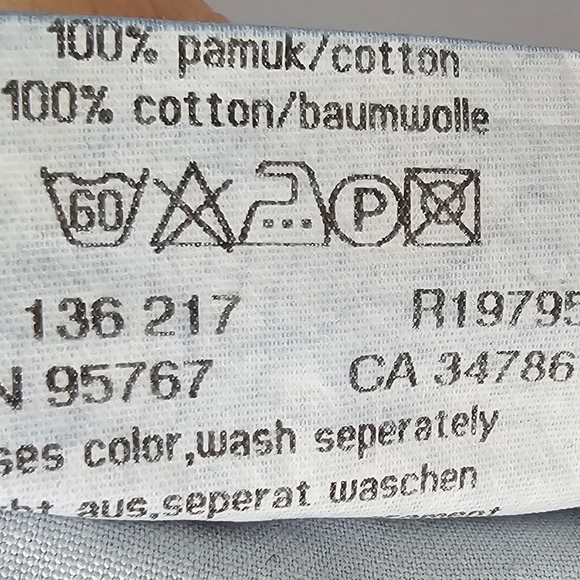 100% pamuk/cotton
100% cotton/baumwolle
60 P
136 217 R19795
N 95767 CA 34786
ses color,wash seperately
ht aus.seperat waschen